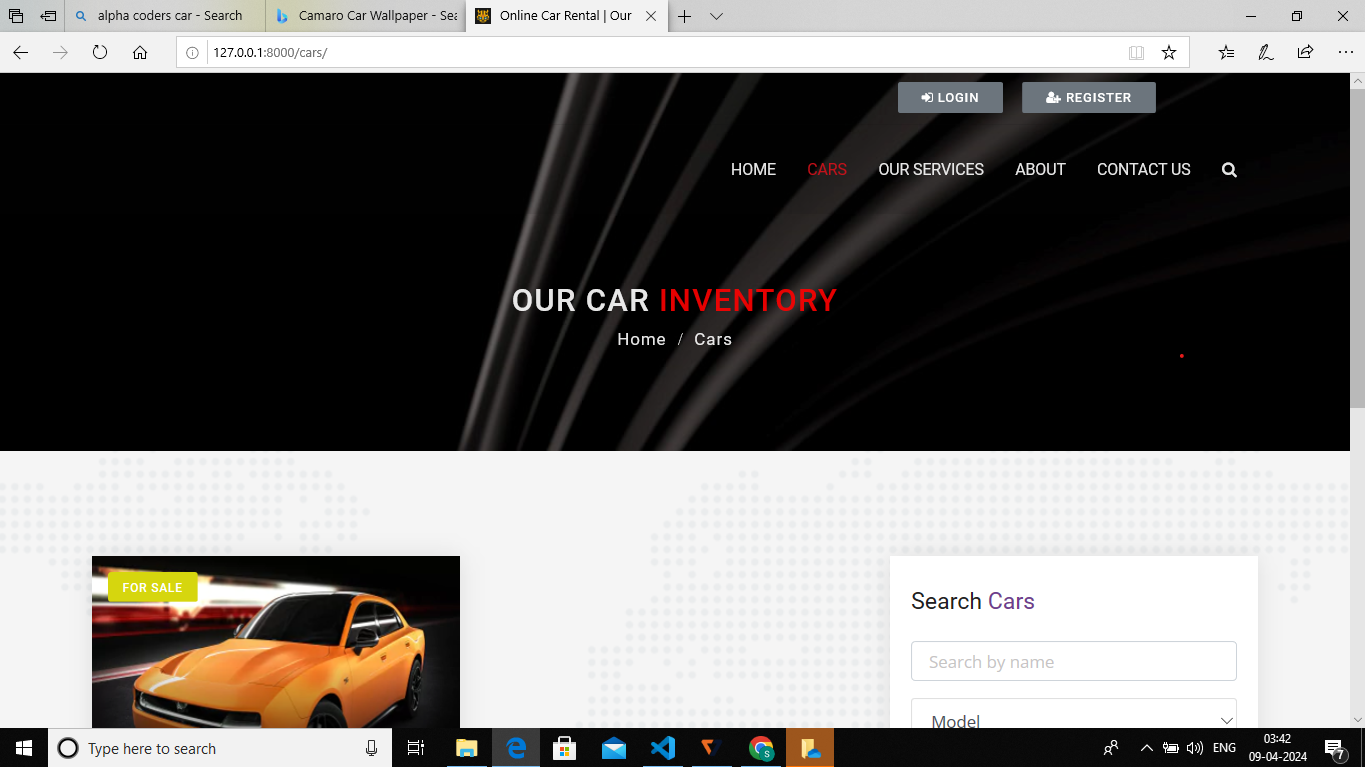 alpha coders car - Search
Camaro Car Wallpaper - Sea
Online Car Rental | Our
127.0.0.1:8000/cars/
LOGIN
REGISTER
HOME
CARS
OUR SERVICES
ABOUT
CONTACT US
OUR CAR INVENTORY
Home / Cars
FOR SALE
Search Cars
Search by name
Model
Type here to search
S
ENG
03:42
09-04-2024
7